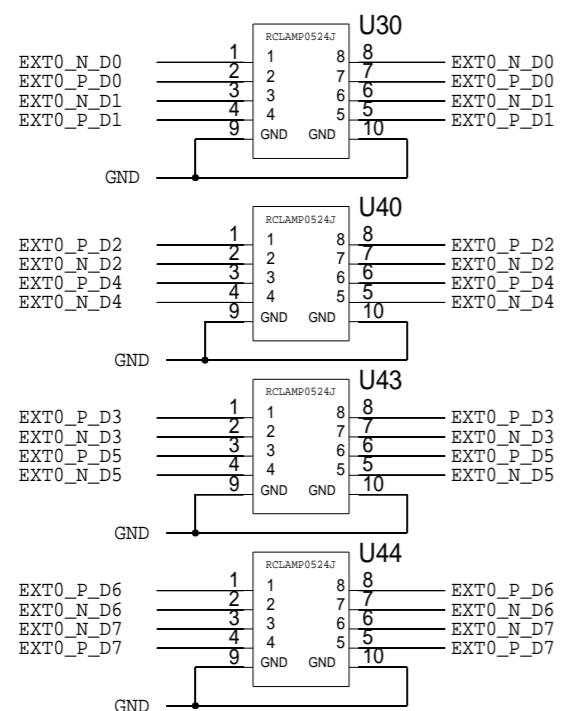 U30
RCLAMP0524J
EXT0_N_D0 1 1 8 8 EXT0_N_D0
EXT0_P_D0 2 2 7 7 EXT0_P_D0
EXT0_N_D1 3 3 6 6 EXT0_N_D1
EXT0_P_D1 4 4 5 5 EXT0_P_D1
9 GND GND 10
GND
U40
RCLAMP0524J
EXT0_P_D2 1 1 8 8 EXT0_P_D2
EXT0_N_D2 2 2 7 7 EXT0_N_D2
EXT0_P_D4 3 3 6 6 EXT0_P_D4
EXT0_N_D4 4 4 5 5 EXT0_N_D4
9 GND GND 10
GND
U43
RCLAMP0524J
EXT0_P_D3 1 1 8 8 EXT0_P_D3
EXT0_N_D3 2 2 7 7 EXT0_N_D3
EXT0_P_D5 3 3 6 6 EXT0_P_D5
EXT0_N_D5 4 4 5 5 EXT0_N_D5
9 GND GND 10
GND
U44
RCLAMP0524J
EXT0_P_D6 1 1 8 8 EXT0_P_D6
EXT0_N_D6 2 2 7 7 EXT0_N_D6
EXT0_N_D7 3 3 6 6 EXT0_N_D7
EXT0_P_D7 4 4 5 5 EXT0_P_D7
9 GND GND 10
GND